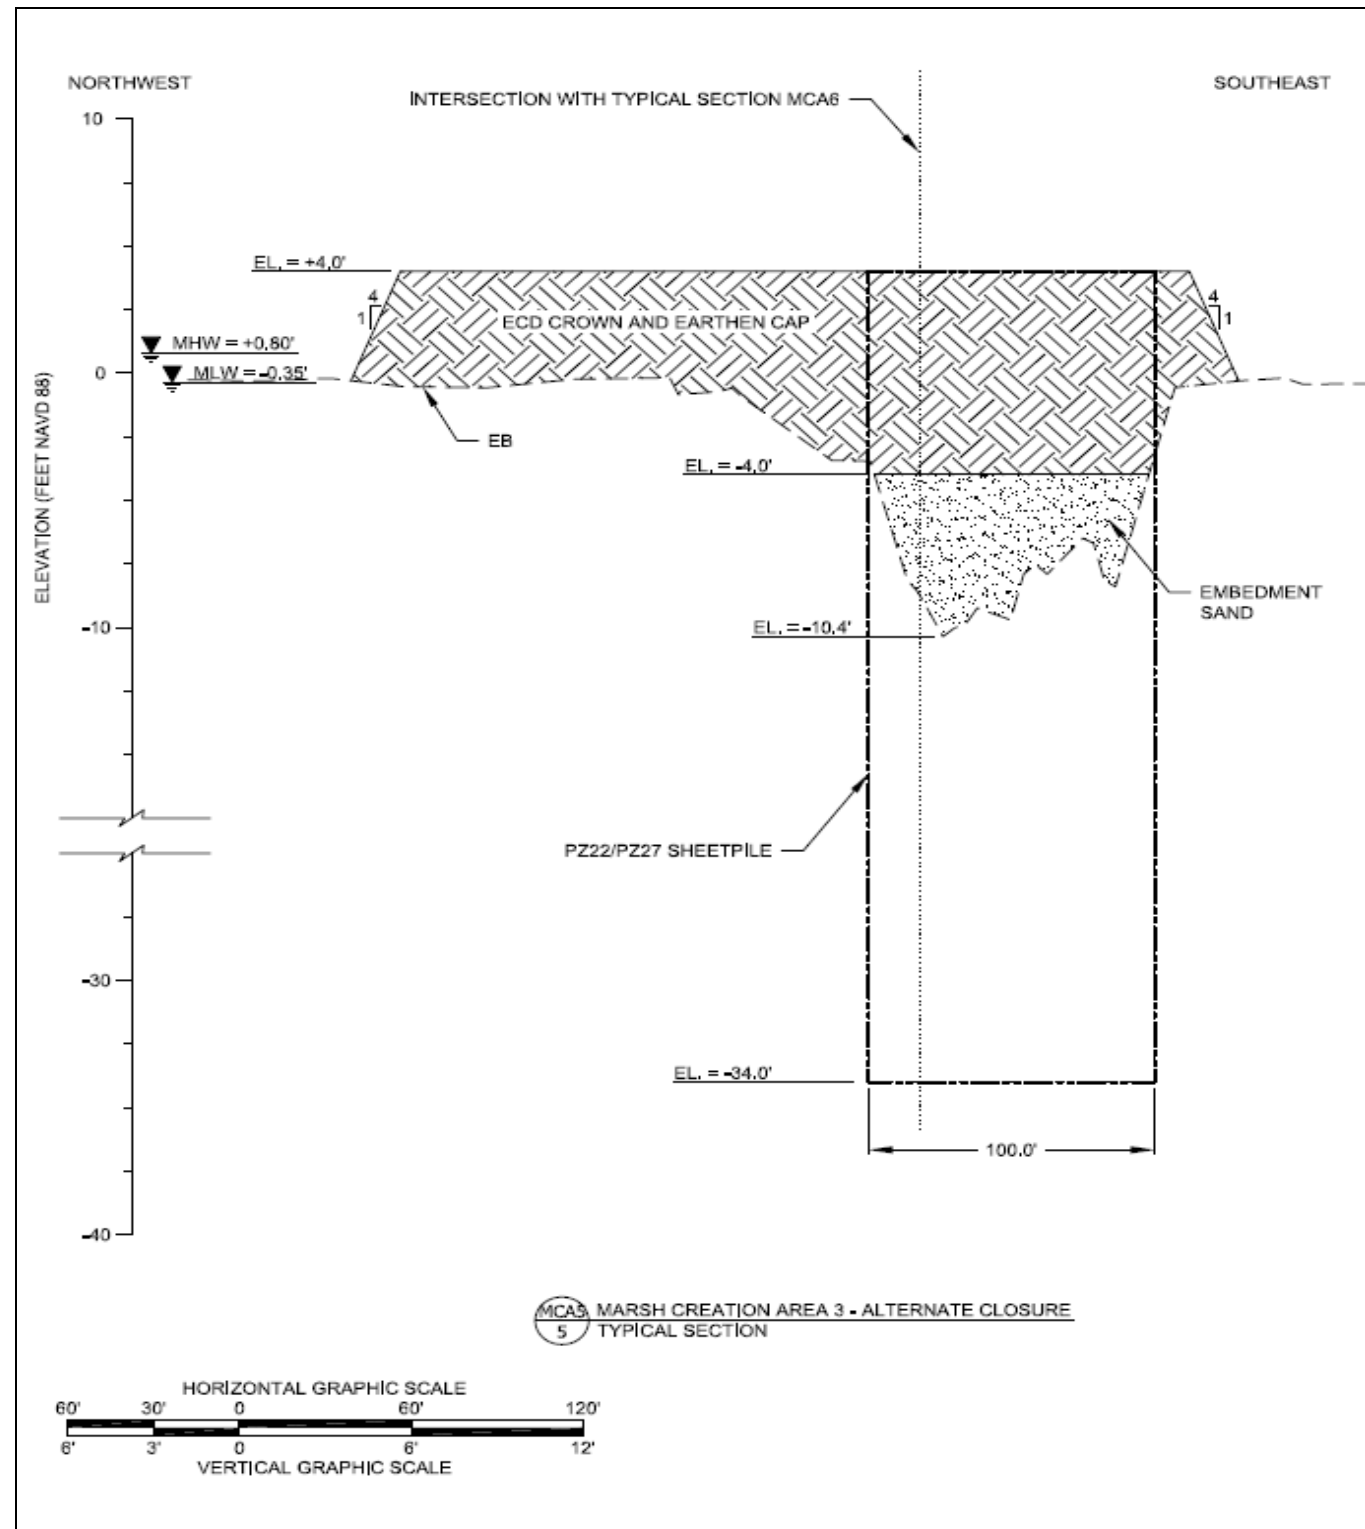 NORTHWEST
SOUTHEAST
INTERSECTION WITH TYPICAL SECTION MCA6
10
EL. = +4.0'
4
1
4
1
ECD CROWN AND EARTHEN CAP
MHW = +0.80'
MLW = -0.35'
0
ELEVATION (FEET NAVD 88)
EB
EL. = -4.0'
EMBEDMENT
SAND
-10
EL. = -10.4'
PZ22/PZ27 SHEETPILE
-30
EL. = -34.0'
100.0'
-40
MCA5
5
MARSH CREATION AREA 3 - ALTERNATE CLOSURE
TYPICAL SECTION
HORIZONTAL GRAPHIC SCALE
60' 30' 0 60' 120'
6' 3' 0 6' 12'
VERTICAL GRAPHIC SCALE